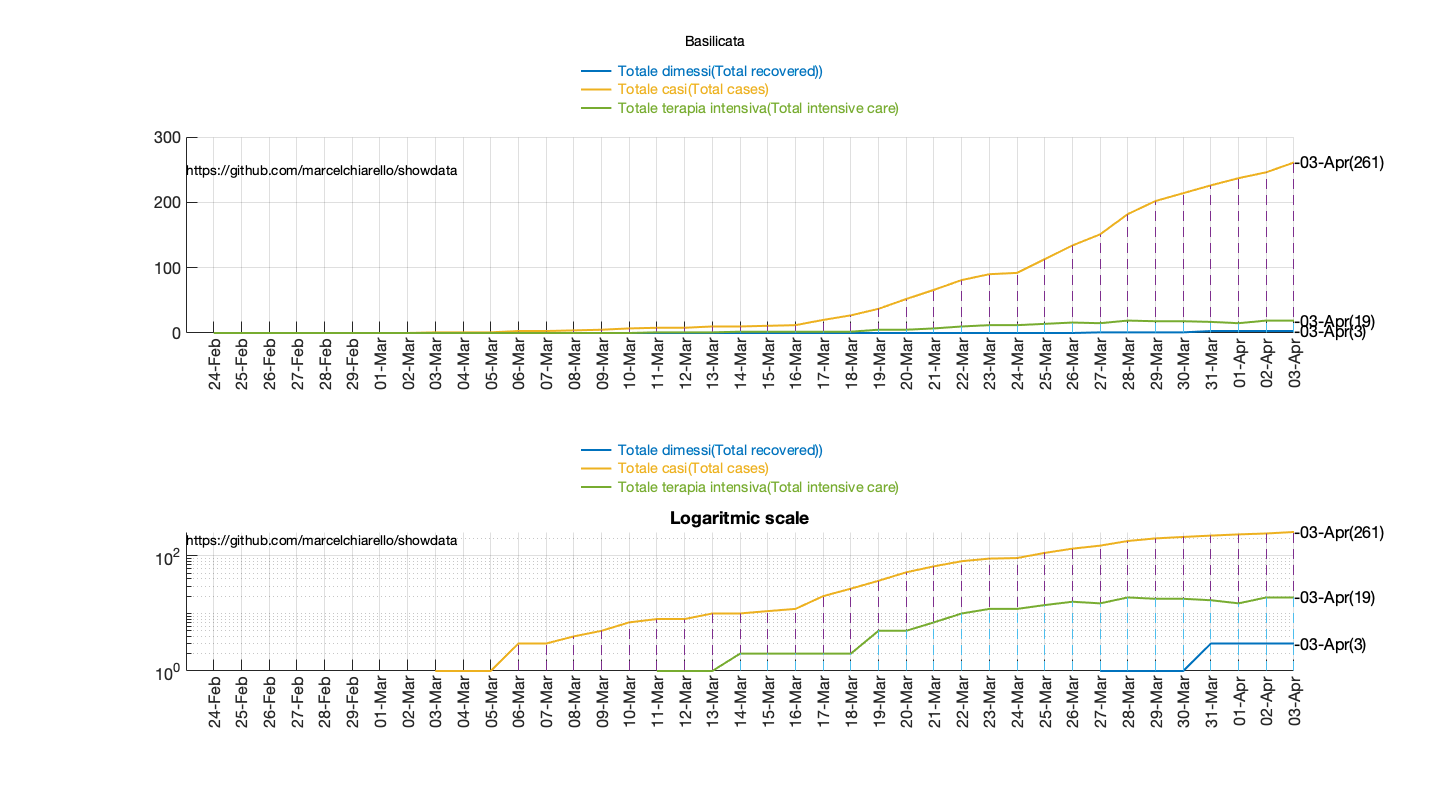 Basilicata
Totale dimessi(Total recovered))
Totale casi(Total cases)
Totale terapia intensiva(Total intensive care)
300
https://github.com/marcelchiarello/showdata
-03-Apr(261)
200
100
-03-Apr(19)
0
-03-Apr(3)
24-Feb 25-Feb 26-Feb 27-Feb 28-Feb 29-Feb 01-Mar 02-Mar 03-Mar 04-Mar 05-Mar 06-Mar 07-Mar 08-Mar 09-Mar 10-Mar 11-Mar 12-Mar 13-Mar 14-Mar 15-Mar 16-Mar 17-Mar 18-Mar 19-Mar 20-Mar 21-Mar 22-Mar 23-Mar 24-Mar 25-Mar 26-Mar 27-Mar 28-Mar 29-Mar 30-Mar 31-Mar 01-Apr 02-Apr 03-Apr
Totale dimessi(Total recovered))
Totale casi(Total cases)
Totale terapia intensiva(Total intensive care)
Logaritmic scale
https://github.com/marcelchiarello/showdata
-03-Apr(261)
10^2
-03-Apr(19)
-03-Apr(3)
10^0
24-Feb 25-Feb 26-Feb 27-Feb 28-Feb 29-Feb 01-Mar 02-Mar 03-Mar 04-Mar 05-Mar 06-Mar 07-Mar 08-Mar 09-Mar 10-Mar 11-Mar 12-Mar 13-Mar 14-Mar 15-Mar 16-Mar 17-Mar 18-Mar 19-Mar 20-Mar 21-Mar 22-Mar 23-Mar 24-Mar 25-Mar 26-Mar 27-Mar 28-Mar 29-Mar 30-Mar 31-Mar 01-Apr 02-Apr 03-Apr